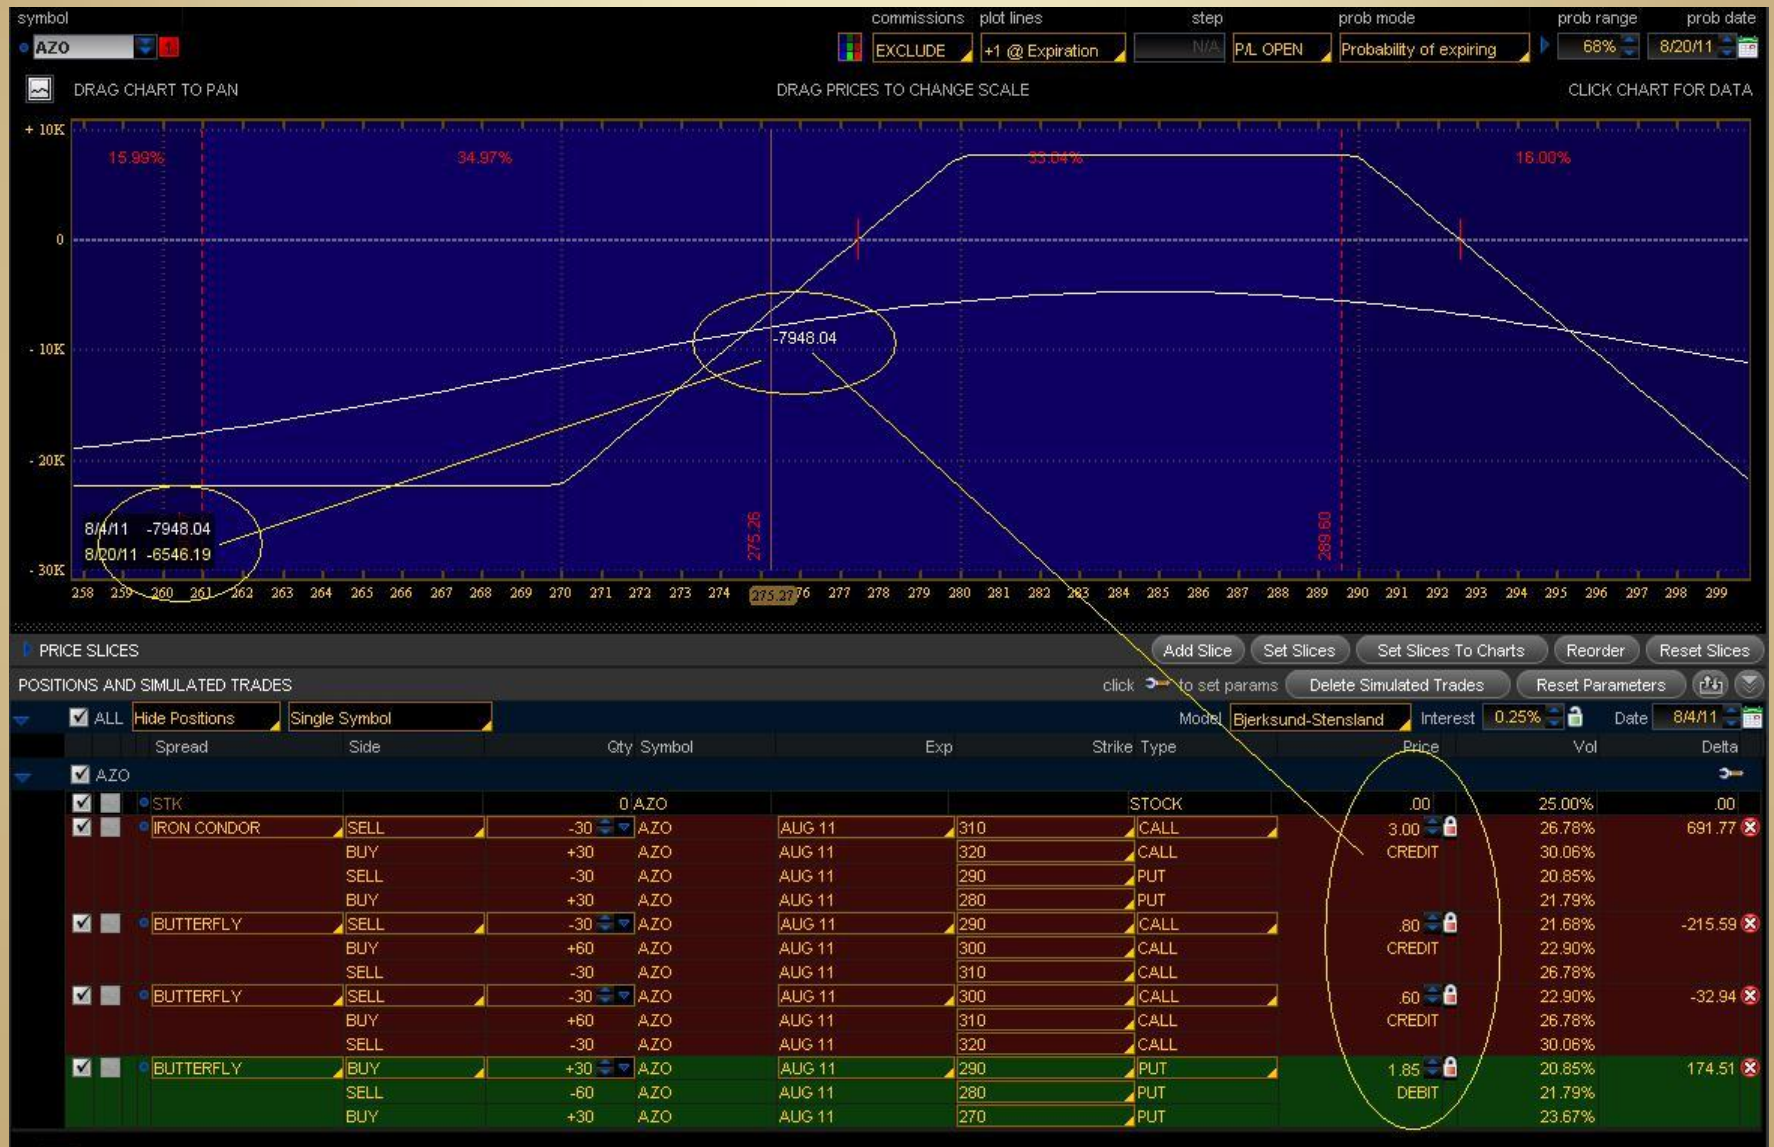 symbol commissions plot lines step prob mode prob range prob date
AZO EXCLUDE +1 @ Expiration N/A P/L OPEN Probability of expiring 68% 8/20/11
DRAG CHART TO PAN DRAG PRICES TO CHANGE SCALE CLICK CHART FOR DATA
+ 10K
15.99% 34.97% 33.04% 16.00%
0
-7948.04
- 10K
- 20K
8/4/11 -7948.04
8/20/11 -6546.19
275.26 289.60
- 30K
258 259 260 261 262 263 264 265 266 267 268 269 270 271 272 273 274 275.27 76 277 278 279 280 281 282 283 284 285 286 287 288 289 290 291 292 293 294 295 296 297 298 299
PRICE SLICES Add Slice Set Slices Set Slices To Charts Reorder Reset Slices
POSITIONS AND SIMULATED TRADES click to set params Delete Simulated Trades Reset Parameters
ALL Hide Positions Single Symbol Model Bjerksund-Stensland Interest 0.25% Date 8/4/11
Spread Side Qty Symbol Exp Strike Type Price Vol Delta
AZO
STK 0 AZO STOCK .00 25.00% .00
IRON CONDOR SELL -30 AZO AUG 11 310 CALL 3.00 26.78% 691.77
BUY +30 AZO AUG 11 320 CALL CREDIT 30.06%
SELL -30 AZO AUG 11 290 PUT 20.85%
BUY +30 AZO AUG 11 280 PUT 21.79%
BUTTERFLY SELL -30 AZO AUG 11 290 CALL .80 21.68% -215.59
BUY +60 AZO AUG 11 300 CALL CREDIT 22.90%
SELL -30 AZO AUG 11 310 CALL 26.78%
BUTTERFLY SELL -30 AZO AUG 11 300 CALL .60 22.90% -32.94
BUY +60 AZO AUG 11 310 CALL CREDIT 26.78%
SELL -30 AZO AUG 11 320 CALL 30.06%
BUTTERFLY BUY +30 AZO AUG 11 290 PUT 1.85 20.85% 174.51
SELL -60 AZO AUG 11 280 PUT DEBIT 21.79%
BUY +30 AZO AUG 11 270 PUT 23.67%